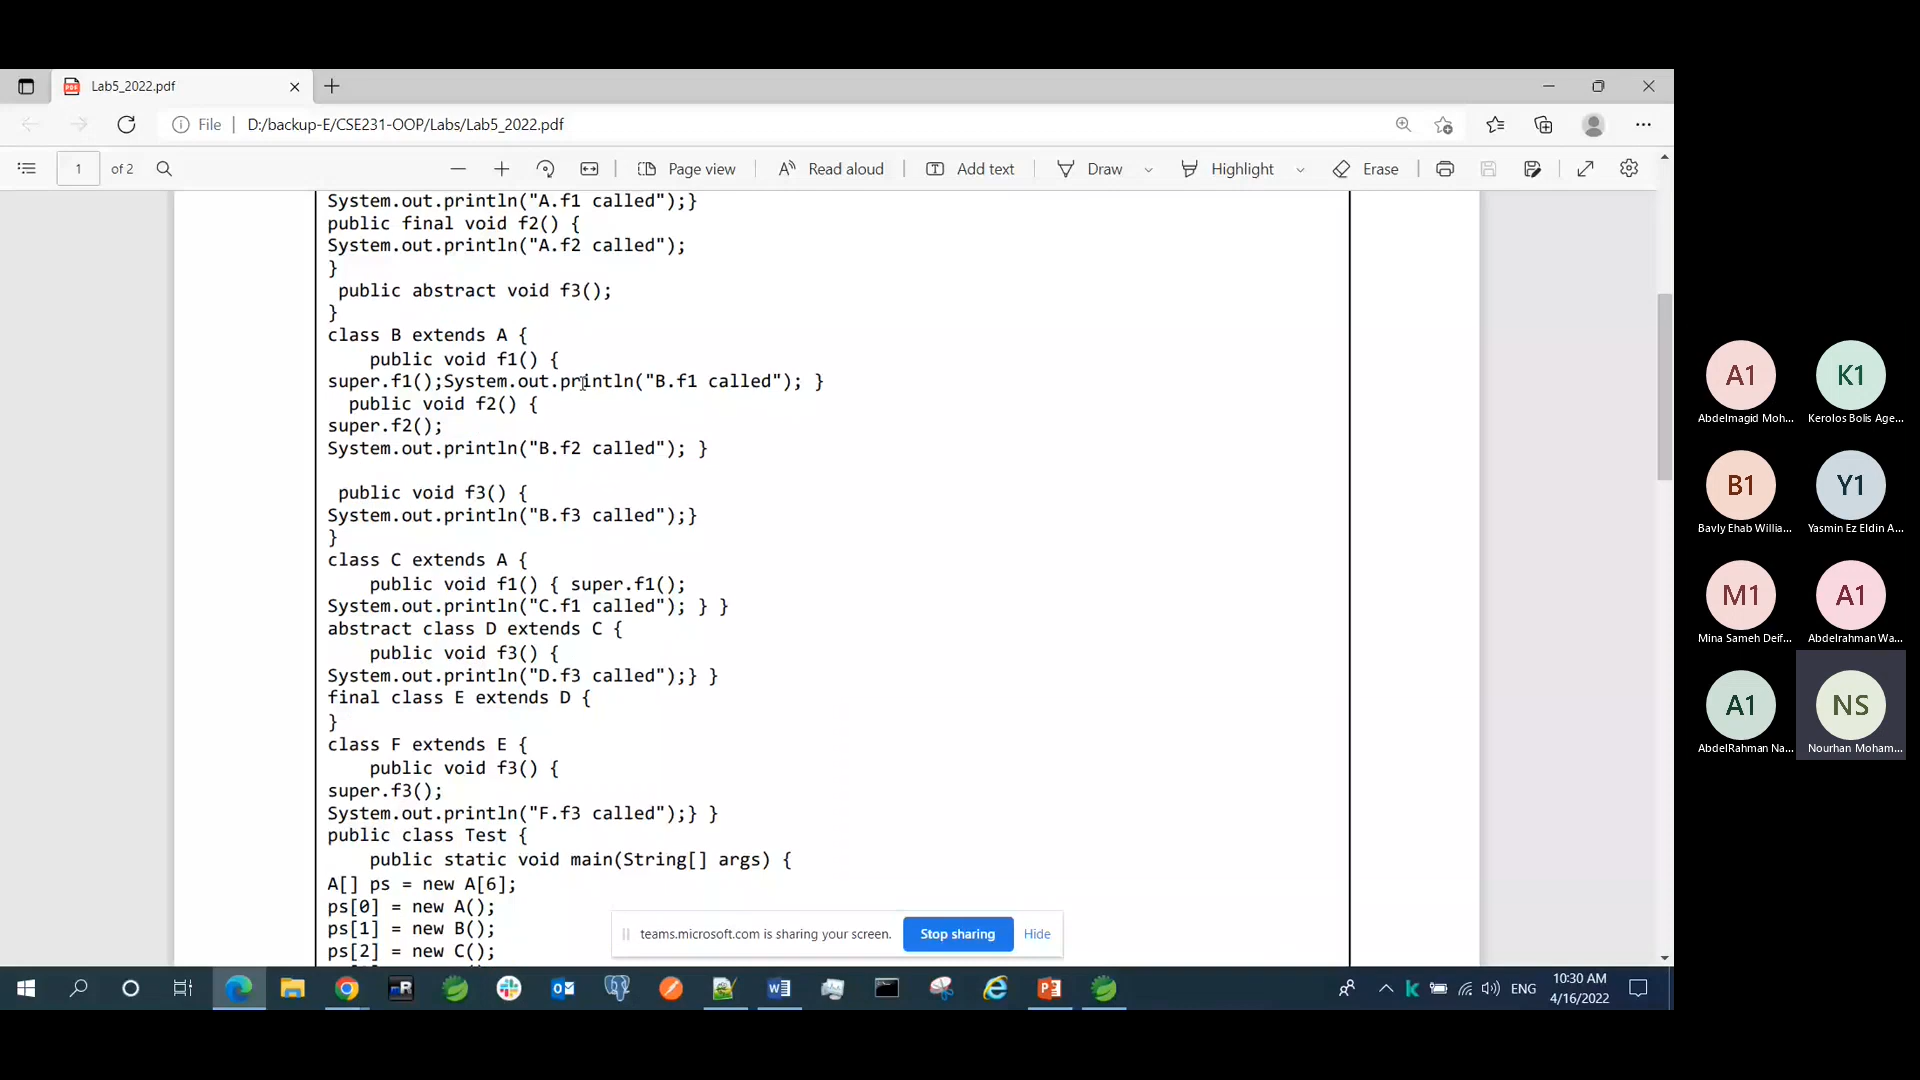 Lab5_2022.pdf
File
D:/backup-E/CSE231-OOP/Labs/Lab5_2022.pdf
1 of 2
Page view
Read aloud
Add text
Draw
Highlight
Erase
System.out.println("A.f1 called");}
public final void f2() {
System.out.println("A.f2 called");
}
public abstract void f3();
}
class B extends A {
public void f1() {
super.f1();System.out.println("B.f1 called"); }
public void f2() {
super.f2();
System.out.println("B.f2 called"); }
public void f3() {
System.out.println("B.f3 called");}
}
class C extends A {
public void f1() { super.f1();
System.out.println("C.f1 called"); } }
abstract class D extends C {
public void f3() {
System.out.println("D.f3 called");} }
final class E extends D {
}
class F extends E {
public void f3() {
super.f3();
System.out.println("F.f3 called");} }
public class Test {
public static void main(String[] args) {
A[] ps = new A[6];
ps[0] = new A();
ps[1] = new B();
ps[2] = new C();
teams.microsoft.com is sharing your screen.
Stop sharing
Hide
A1
K1
Abdelmagid Moh...
Kerolos Bolis Age...
B1
Y1
Bavly Ehab Willia...
Yasmin Ez Eldin A...
M1
A1
Mina Sameh Deif...
Abdelrahman Wa...
A1
NS
AbdelRahman Na...
Nourhan Moham...
ENG
10:30 AM
4/16/2022